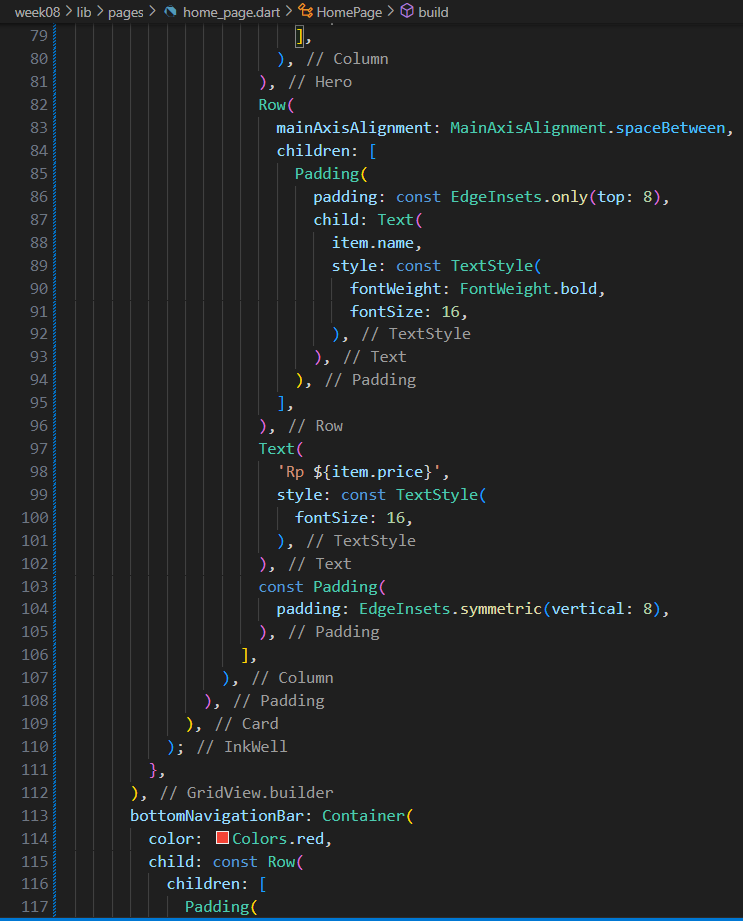 week08 > lib > pages > home_page.dart > HomePage > build
79 ],
80 ), // Column
81 ), // Hero
82 Row(
83 mainAxisAlignment: MainAxisAlignment.spaceBetween,
84 children: [
85 Padding(
86 padding: const EdgeInsets.only(top: 8),
87 child: Text(
88 item.name,
89 style: const TextStyle(
90 fontWeight: FontWeight.bold,
91 fontSize: 16,
92 ), // TextStyle
93 ), // Text
94 ), // Padding
95 ],
96 ), // Row
97 Text(
98 'Rp ${item.price}',
99 style: const TextStyle(
100 fontSize: 16,
101 ), // TextStyle
102 ), // Text
103 const Padding(
104 padding: EdgeInsets.symmetric(vertical: 8),
105 ), // Padding
106 ],
107 ), // Column
108 ), // Padding
109 ), // Card
110 ); // InkWell
111 },
112 ), // GridView.builder
113 bottomNavigationBar: Container(
114 color: Colors.red,
115 child: const Row(
116 children: [
117 Padding(